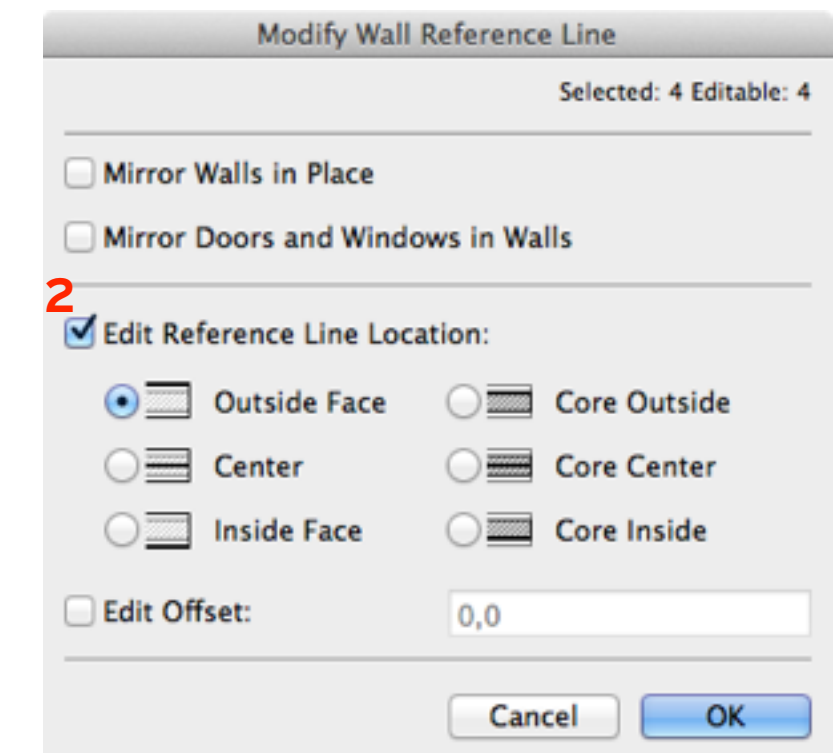 Modify Wall Reference Line
Selected: 4 Editable: 4
Mirror Walls in Place
Mirror Doors and Windows in Walls
2
Edit Reference Line Location:
Outside Face Core Outside
Center Core Center
Inside Face Core Inside
Edit Offset: 0,0
Cancel OK